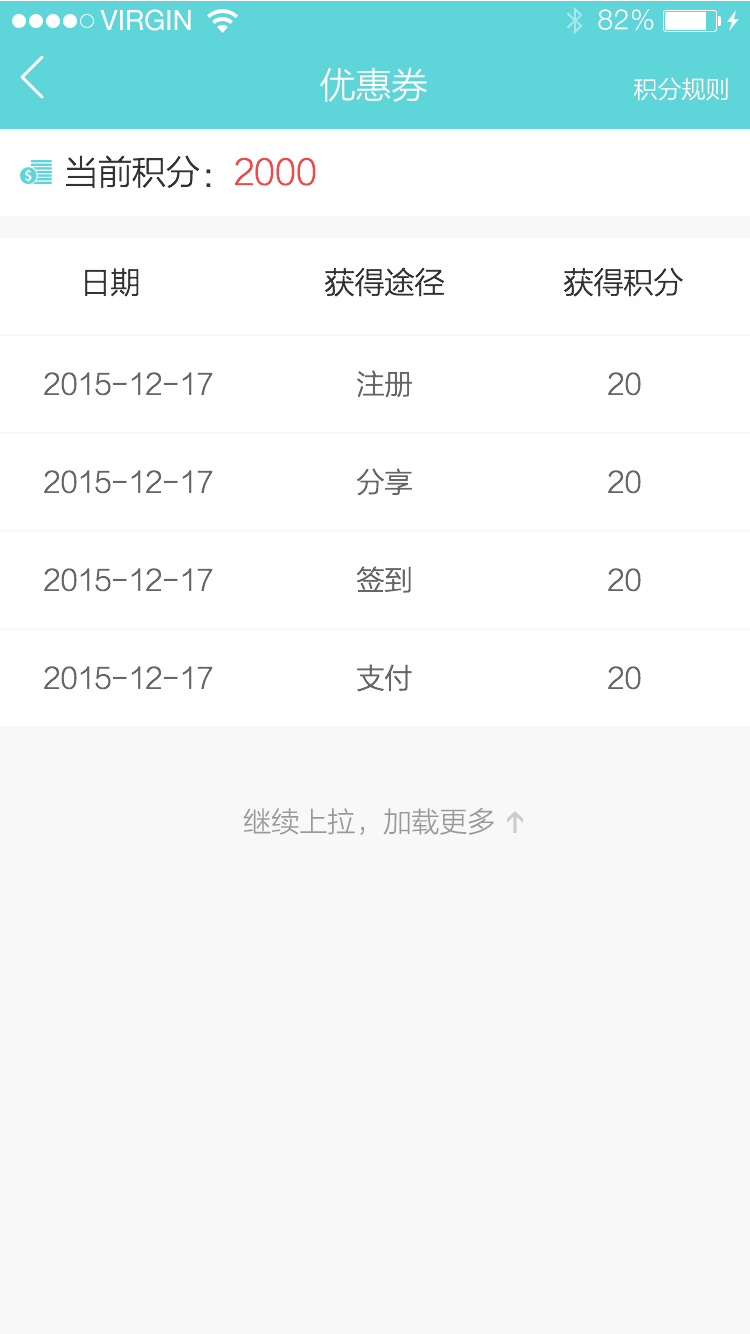 VIRGIN 82%
优惠券 积分规则
当前积分：2000
日期 获得途径 获得积分
2015-12-17 注册 20
2015-12-17 分享 20
2015-12-17 签到 20
2015-12-17 支付 20
继续上拉，加载更多↑